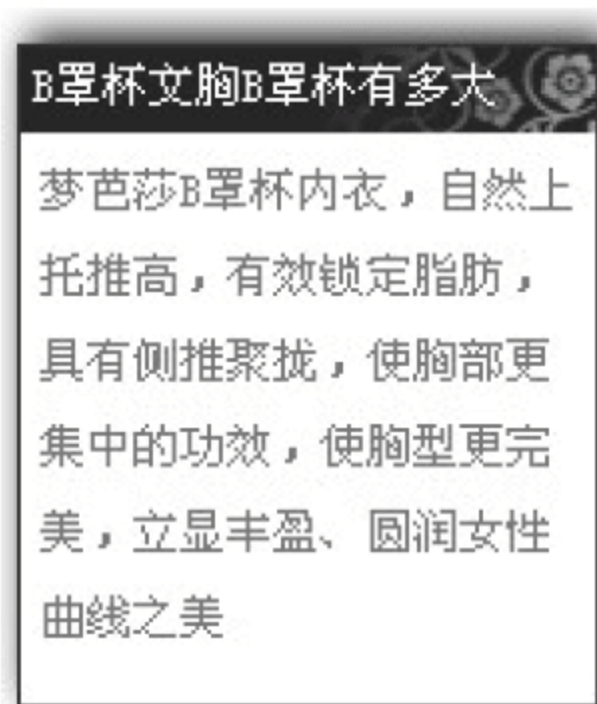 B罩杯文胸B罩杯有多大
梦芭莎B罩杯内衣，自然上
托推高，有效锁定脂肪，
具有侧推聚拢，使胸部更
集中的功效，使胸型更完
美，立显丰盈、圆润女性
曲线之美